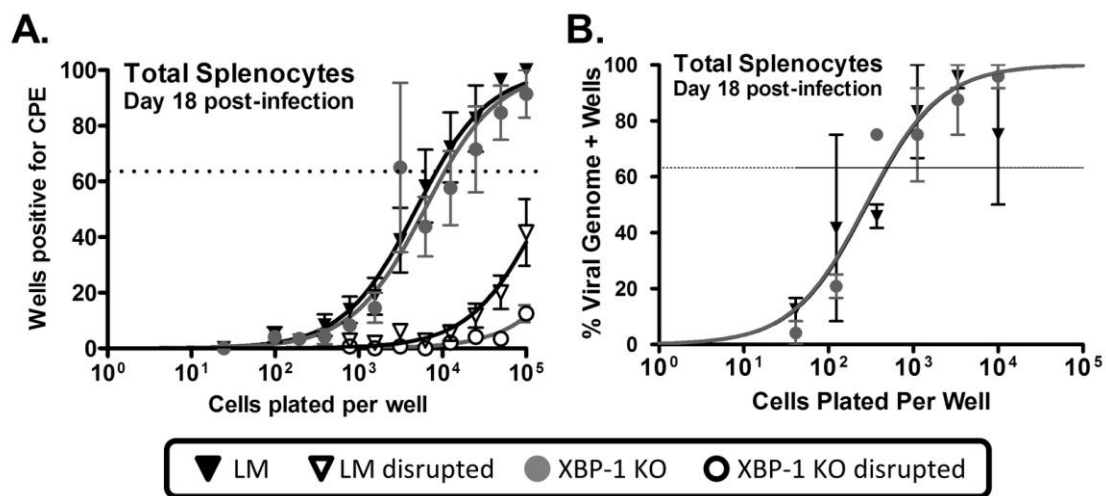 A.
Total Splenocytes
Day 18 post-infection
Wells positive for CPE
100
80
60
40
20
0
10^0 10^1 10^2 10^3 10^4 10^5
Cells plated per well
B.
Total Splenocytes
Day 18 post-infection
% Viral Genome + Wells
100
80
60
40
20
0
10^0 10^1 10^2 10^3 10^4 10^5
Cells Plated Per Well
LM LM disrupted XBP-1 KO XBP-1 KO disrupted